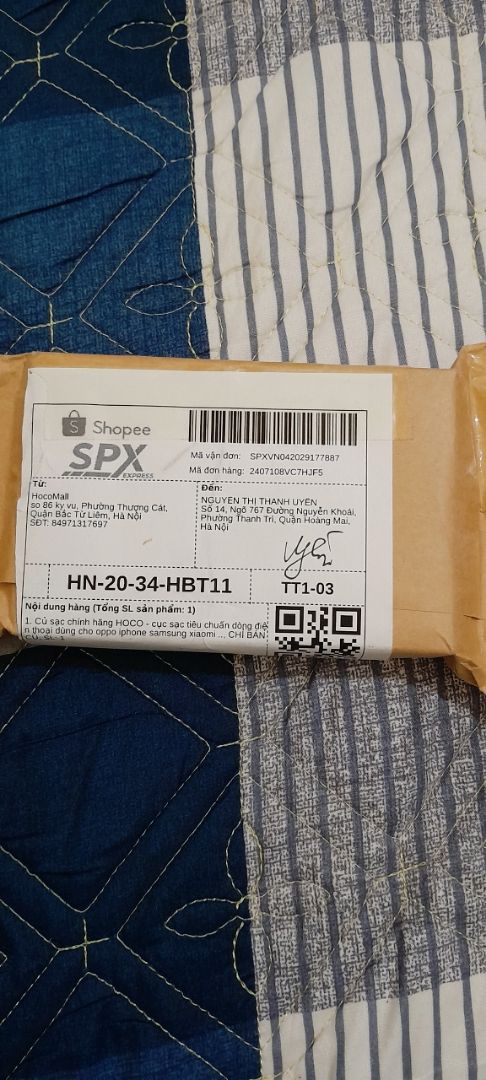 Shopee
SPX
EXPRESS
Mã vận đơn: SPXVN042029177887
Mã đơn hàng: 2407108VC7HJF5
Từ:
HocoMall
so 86 ky vu, Phường Thượng Cát,
Quận Bắc Từ Liêm, Hà Nội
SĐT: 84971317697
Đến:
NGUYEN THỊ THANH UYÊN
Số 14, Ngõ 767 Đường Nguyễn Khoái,
Phường Thanh Trì, Quận Hoàng Mai,
Hà Nội
HN-20-34-HBT11
TT1-03
Nội dung hàng (Tổng SL sản phẩm: 1)
1. Củ sạc chính hãng HOCO - cục sạc tiêu chuẩn dòng điệ
n thoại dùng cho oppo iphone samsung xiaomi ... CHỈ BÁN